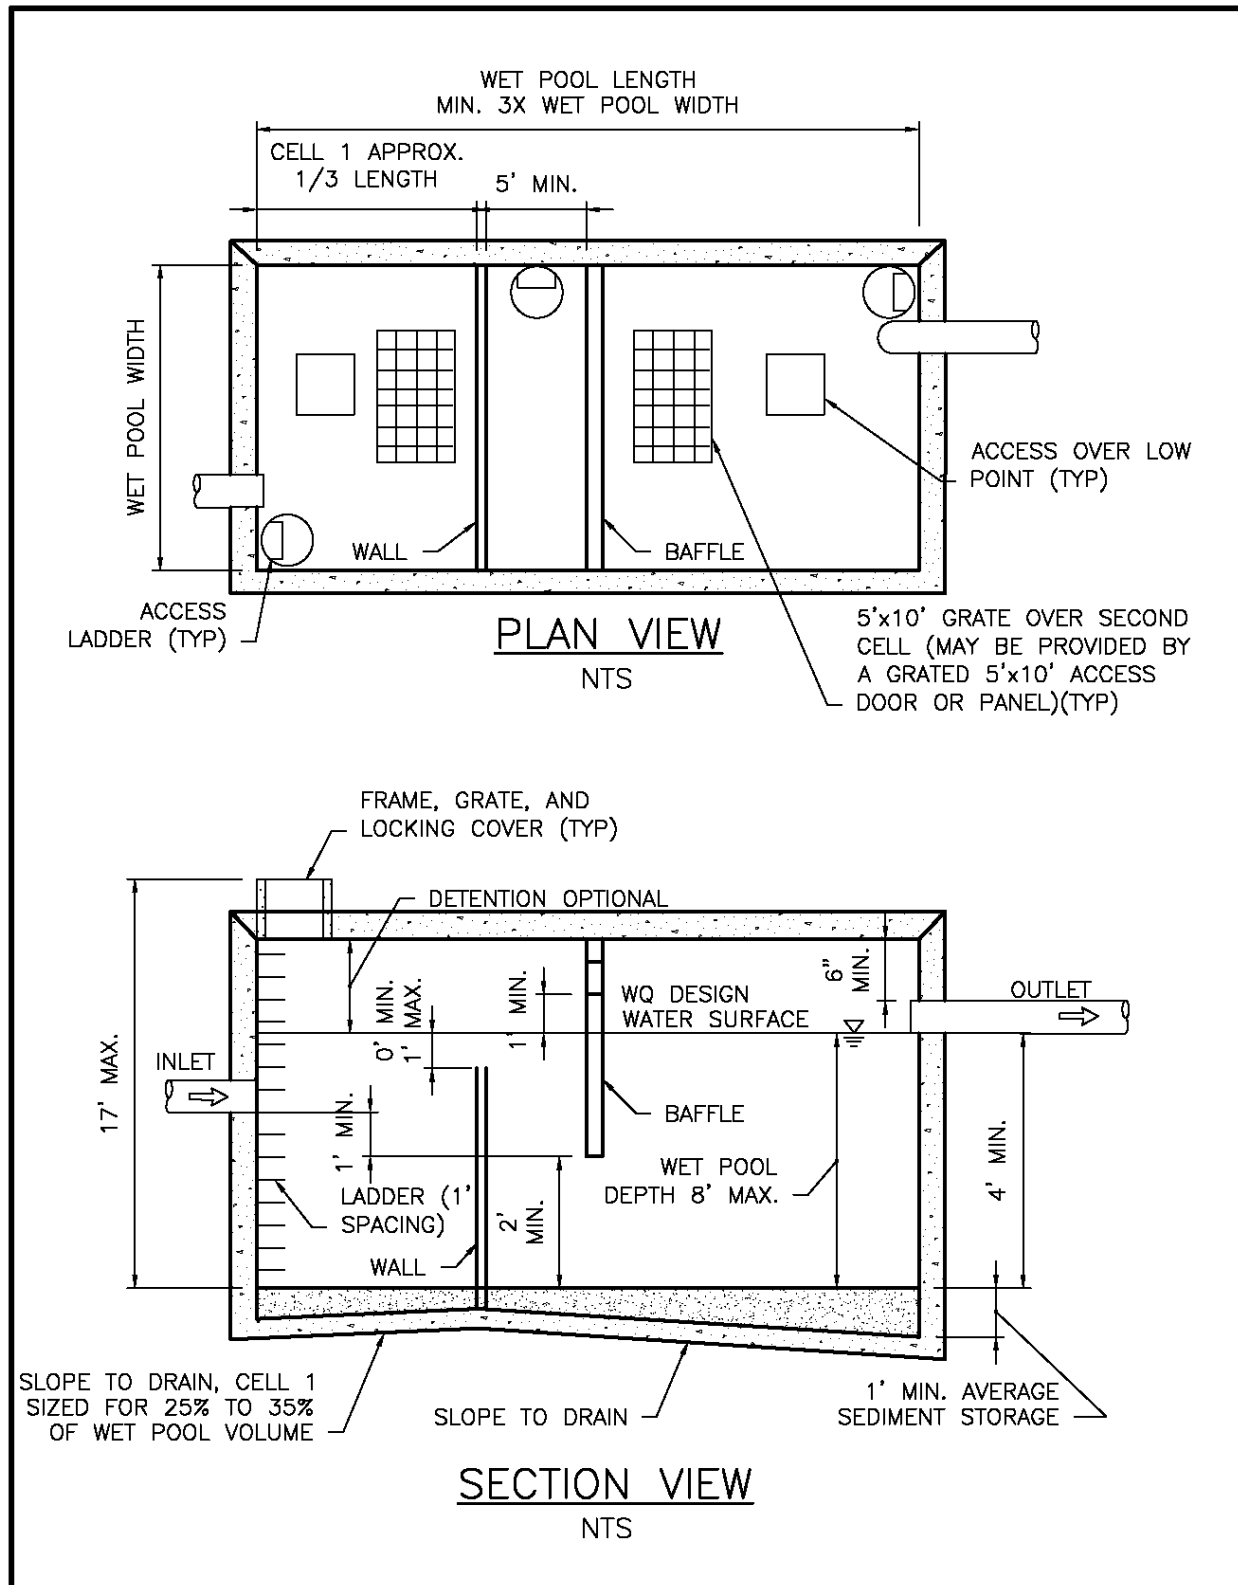 WET POOL LENGTH
MIN. 3X WET POOL WIDTH
CELL 1 APPROX.
1/3 LENGTH
5' MIN.
WET POOL WIDTH
ACCESS OVER LOW
POINT (TYP)
WALL
BAFFLE
ACCESS
LADDER (TYP)
5'x10' GRATE OVER SECOND
CELL (MAY BE PROVIDED BY
A GRATED 5'x10' ACCESS
DOOR OR PANEL)(TYP)
PLAN VIEW
NTS
FRAME, GRATE, AND
LOCKING COVER (TYP)
DETENTION OPTIONAL
17' MAX.
0' MIN.
1' MAX.
1' MIN.
WQ DESIGN
WATER SURFACE
6"
MIN.
OUTLET
INLET
1' MIN.
BAFFLE
WET POOL
DEPTH 8' MAX.
4' MIN.
LADDER (1'
SPACING)
2'
MIN.
WALL
SLOPE TO DRAIN, CELL 1
SIZED FOR 25% TO 35%
OF WET POOL VOLUME
SLOPE TO DRAIN
1' MIN. AVERAGE
SEDIMENT STORAGE
SECTION VIEW
NTS